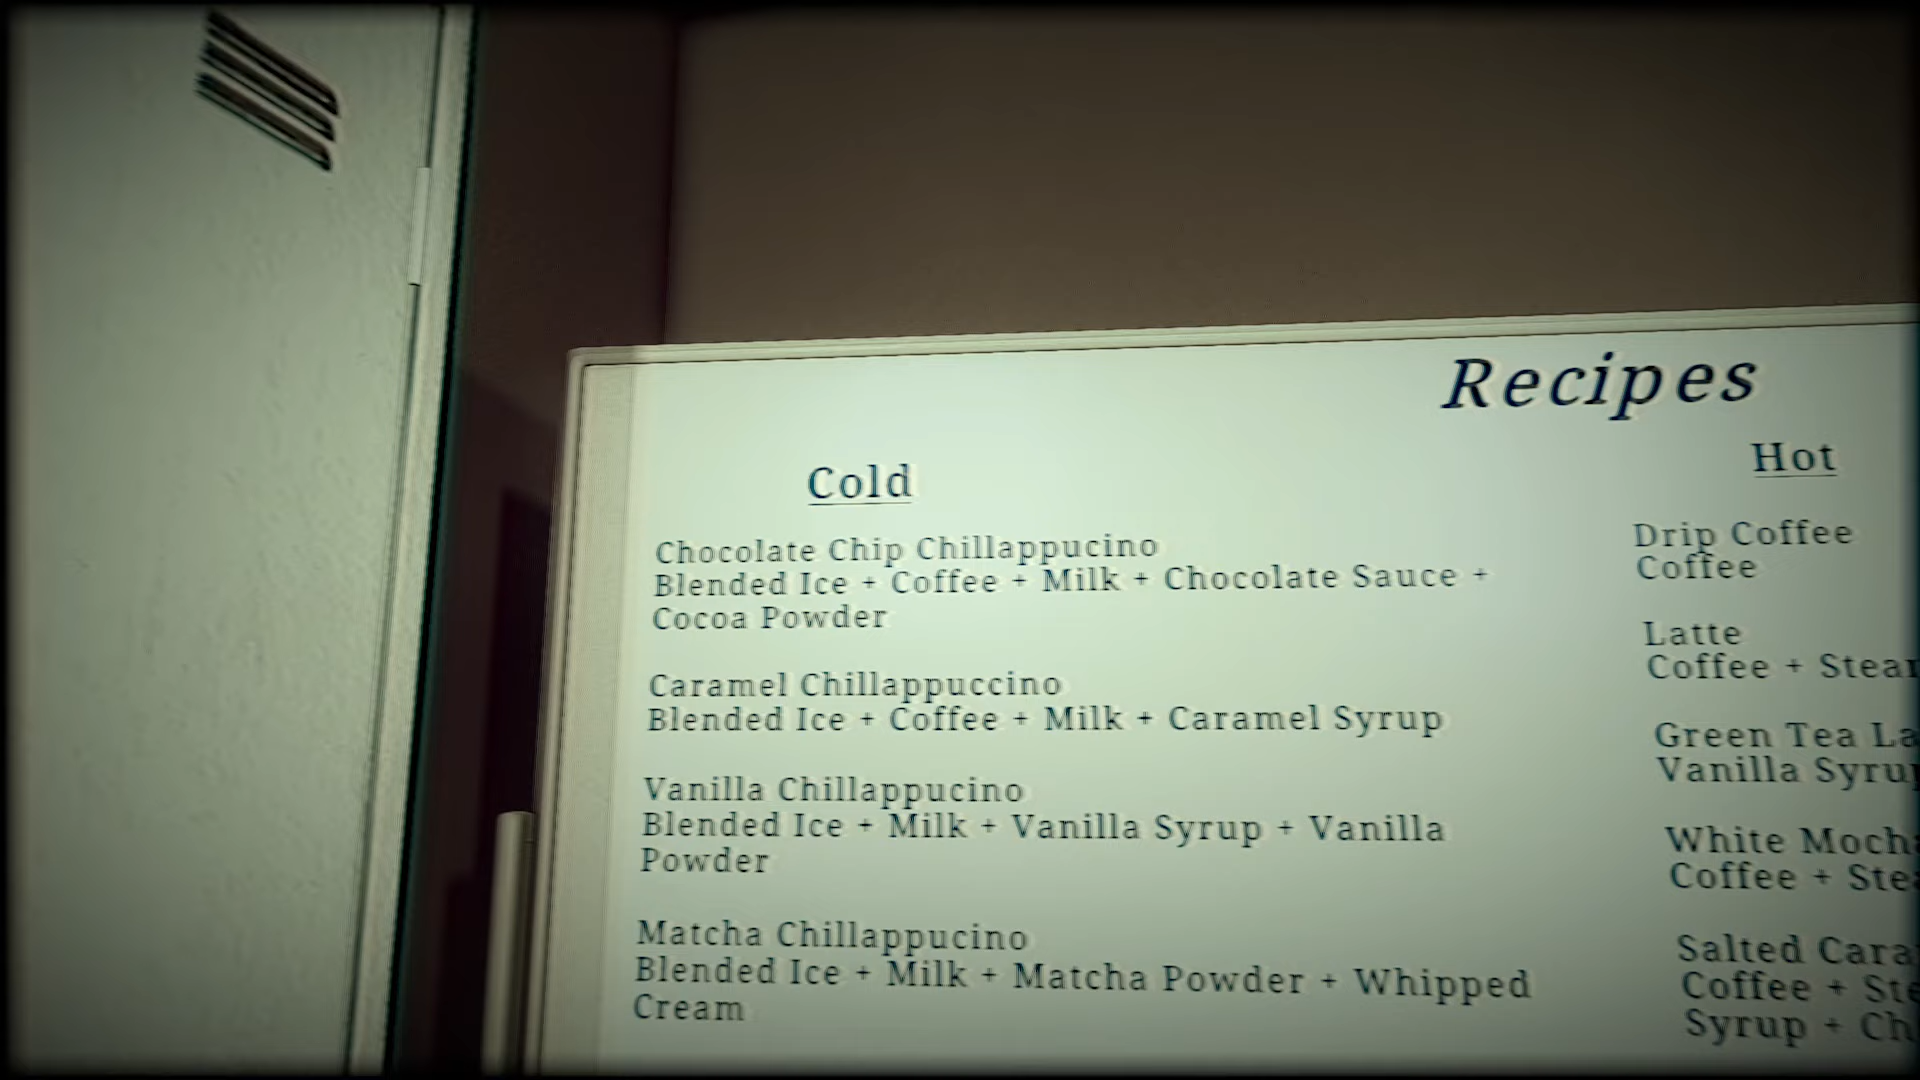 Recipes
Cold
Chocolate Chip Chillappucino
Blended Ice + Coffee + Milk + Chocolate Sauce +
Cocoa Powder
Caramel Chillappuccino
Blended Ice + Coffee + Milk + Caramel Syrup
Vanilla Chillappucino
Blended Ice + Milk + Vanilla Syrup + Vanilla
Powder
Matcha Chillappucino
Blended Ice + Milk + Matcha Powder + Whipped
Cream
Hot
Drip Coffee
Coffee
Latte
Coffee +
Green Tea
Vanilla
White
Coffee +
Salted
Coffee +
Syrup +